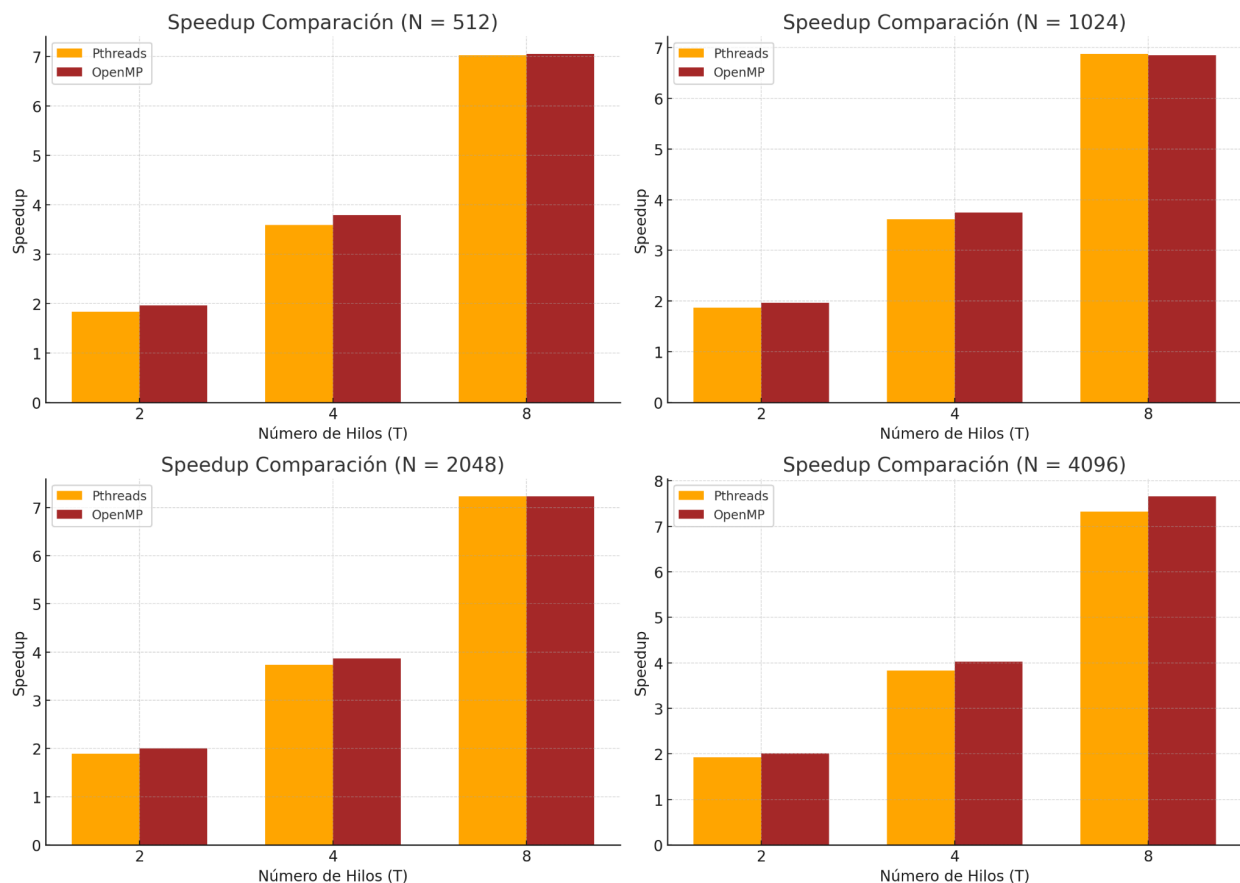 Speedup Comparación (N = 512)
Pthreads
OpenMP
Speedup
7
6
5
4
3
2
1
0
2
4
8
Número de Hilos (T)
Speedup Comparación (N = 1024)
Pthreads
OpenMP
Speedup
7
6
5
4
3
2
1
0
2
4
8
Número de Hilos (T)
Speedup Comparación (N = 2048)
Pthreads
OpenMP
Speedup
7
6
5
4
3
2
1
0
2
4
8
Número de Hilos (T)
Speedup Comparación (N = 4096)
Pthreads
OpenMP
Speedup
8
7
6
5
4
3
2
1
0
2
4
8
Número de Hilos (T)